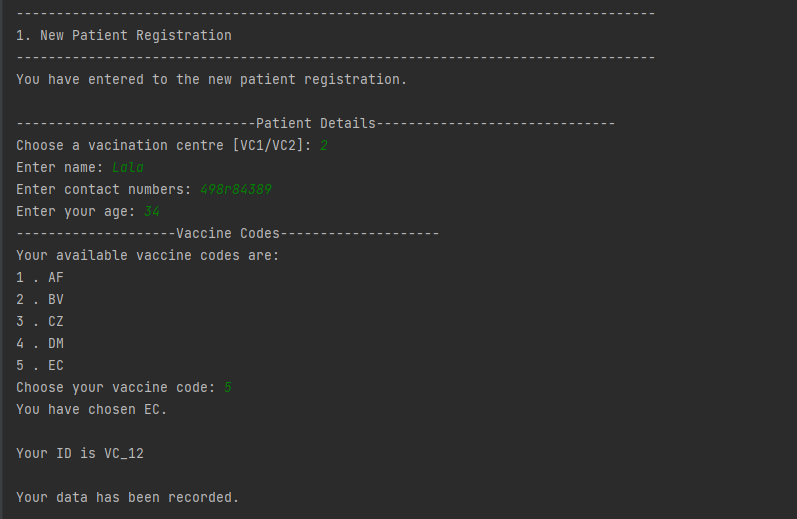 --------------------------------------------------------------------------------
1. New Patient Registration
--------------------------------------------------------------------------------
You have entered to the new patient registration.
------------------------------Patient Details------------------------------
Choose a vacination centre [VC1/VC2]: 2
Enter name: Lala
Enter contact numbers: 498r84389
Enter your age: 34
--------------------Vaccine Codes--------------------
Your available vaccine codes are:
1 . AF
2 . BV
3 . CZ
4 . DM
5 . EC
Choose your vaccine code: 5
You have chosen EC.
Your ID is VC_12
Your data has been recorded.